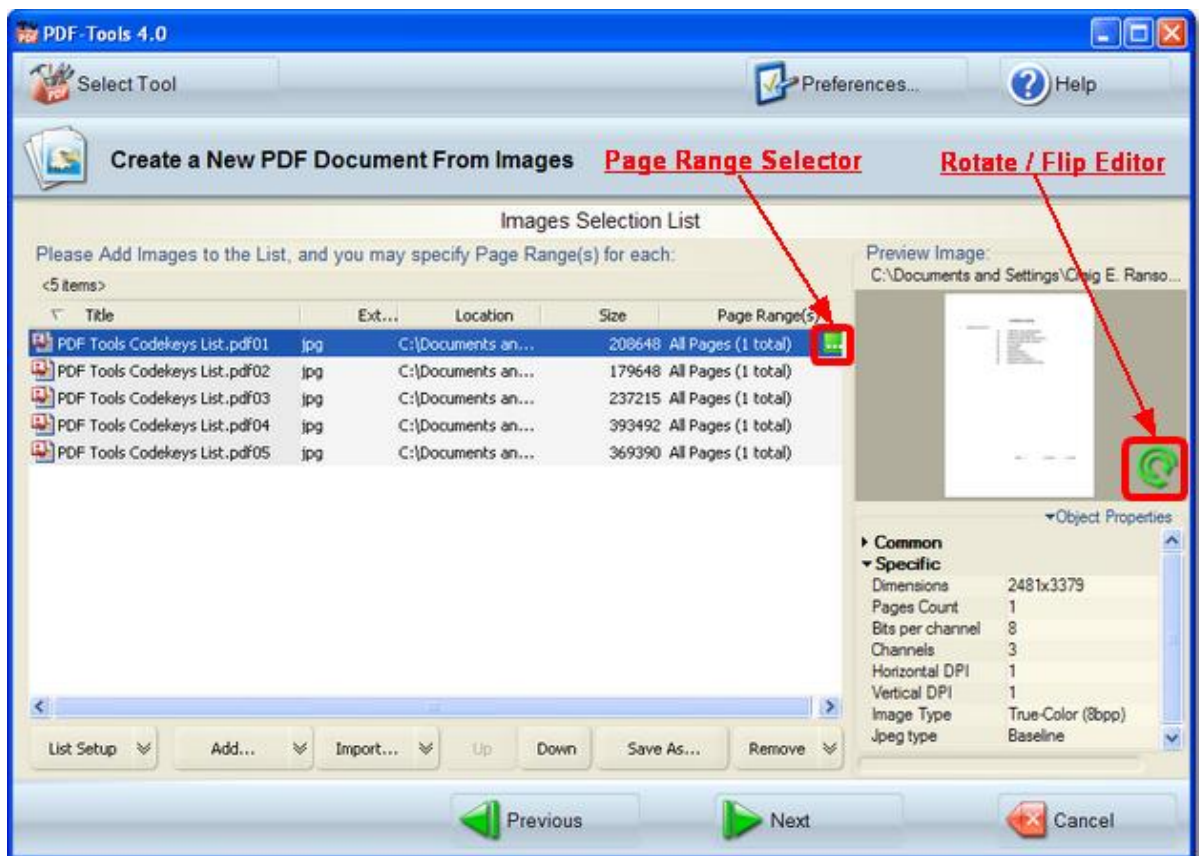 PDF-Tools 4.0
Select Tool
Preferences...
Help
Create a New PDF Document From Images
Page Range Selector
Rotate / Flip Editor
Images Selection List
Please Add Images to the List, and you may specify Page Range(s) for each:
<5 items>
Title Ext... Location Size Page Range(s)
PDF Tools Codekeys List.pdf01 jpg C:\Documents an... 208648 All Pages (1 total) ...
PDF Tools Codekeys List.pdf02 jpg C:\Documents an... 179648 All Pages (1 total)
PDF Tools Codekeys List.pdf03 jpg C:\Documents an... 237215 All Pages (1 total)
PDF Tools Codekeys List.pdf04 jpg C:\Documents an... 393492 All Pages (1 total)
PDF Tools Codekeys List.pdf05 jpg C:\Documents an... 369390 All Pages (1 total)
Preview Image:
C:\Documents and Settings\Craig E. Ranso...
Object Properties
Common
Specific
Dimensions 2481x3379
Pages Count 1
Bits per channel 8
Channels 3
Horizontal DPI 1
Vertical DPI 1
Image Type True-Color (8bpp)
Jpeg type Baseline
List Setup Add... Import... Up Down Save As... Remove
Previous Next Cancel